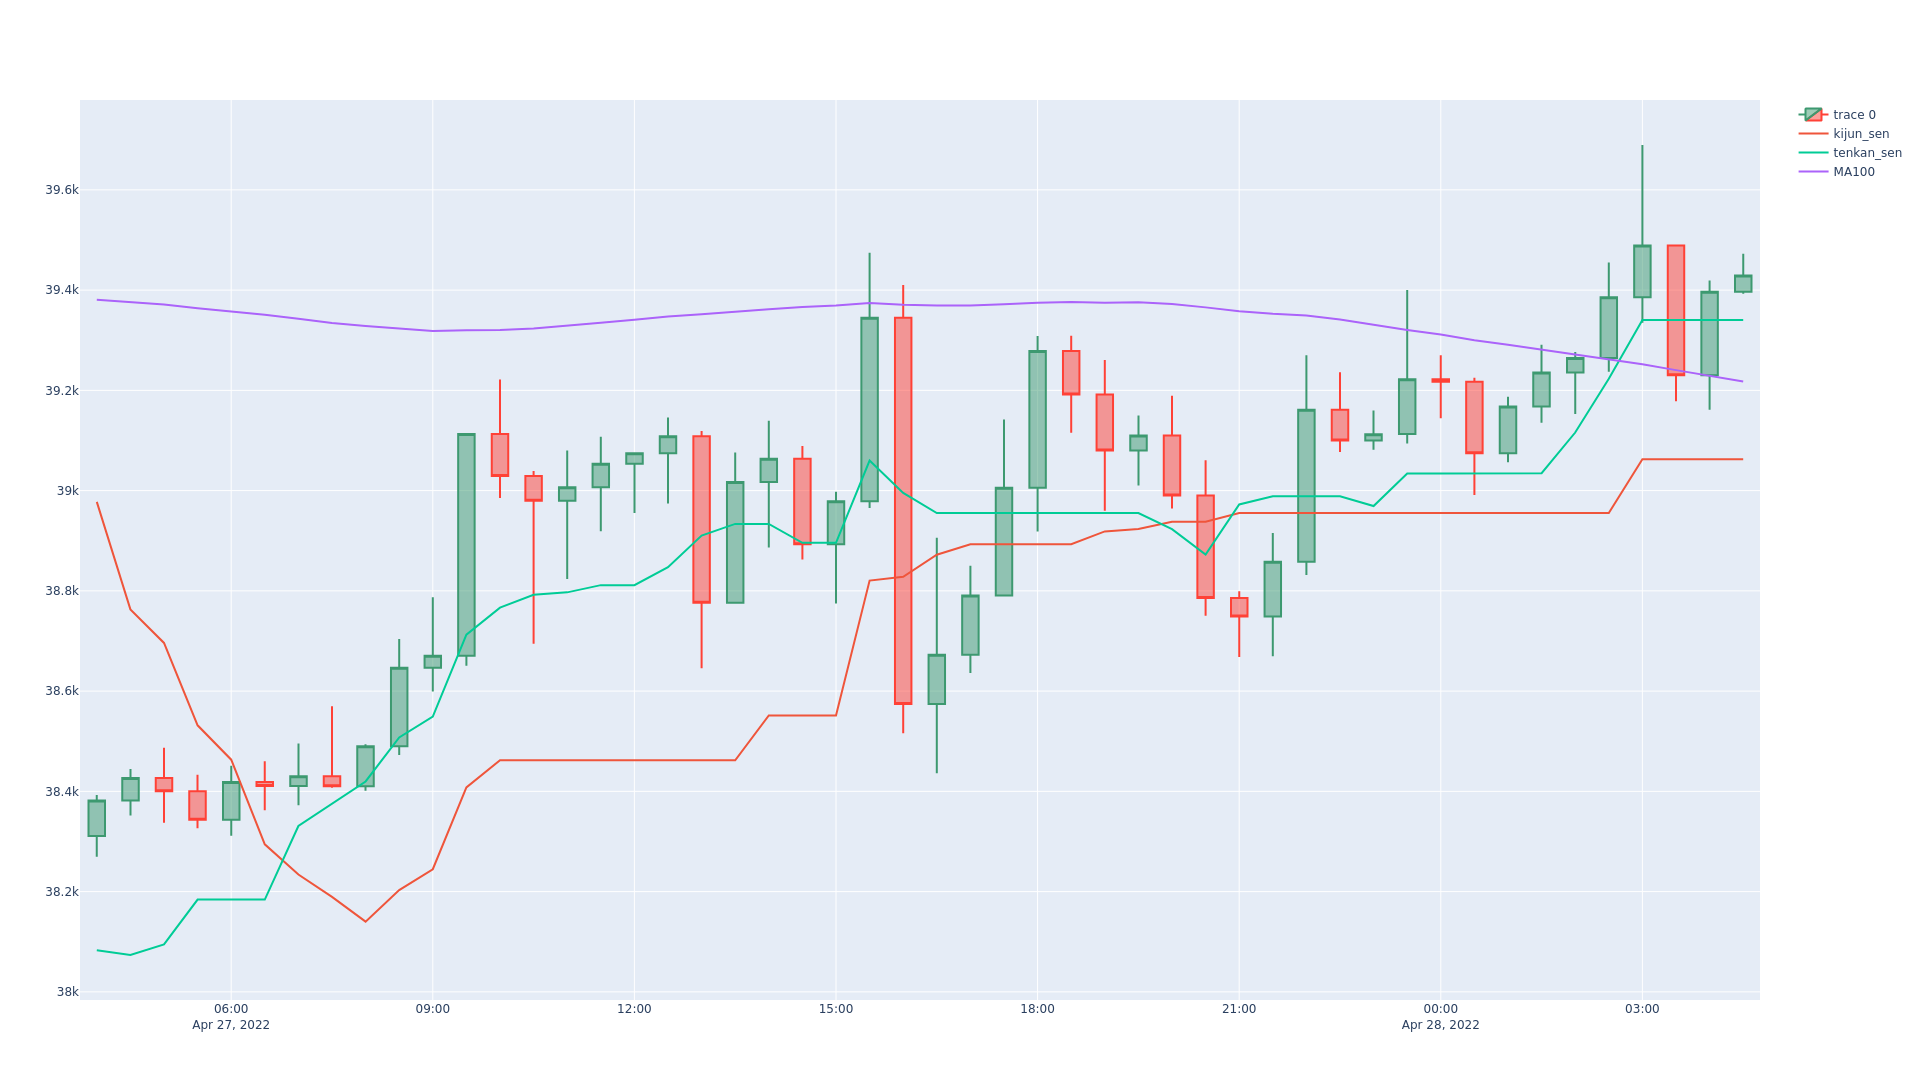 trace 0
kijun_sen
tenkan_sen
MA100
39.6k
39.4k
39.2k
39k
38.8k
38.6k
38.4k
38.2k
38k
06:00 09:00 12:00 15:00 18:00 21:00 00:00 03:00
Apr 27, 2022 Apr 28, 2022